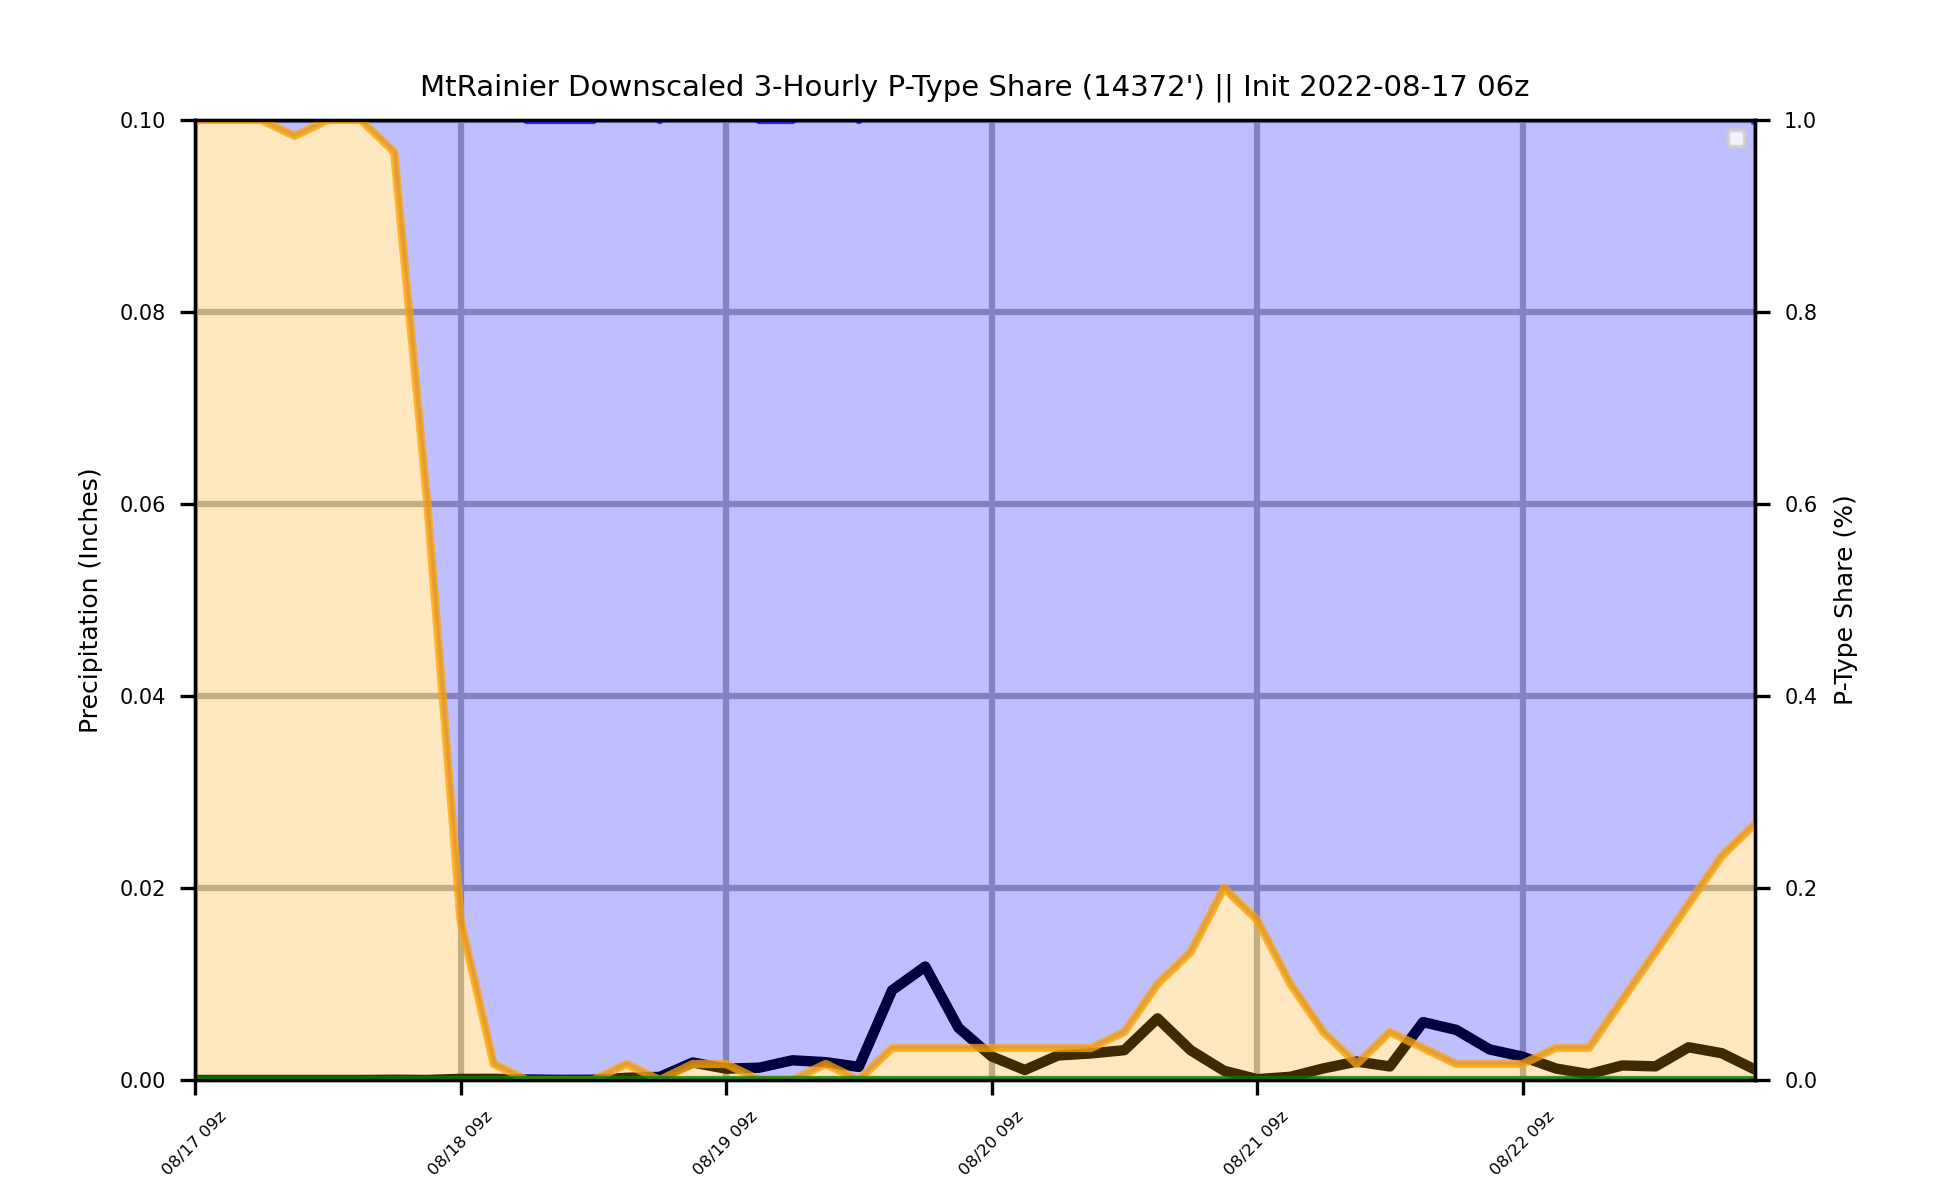 MtRainier Downscaled 3-Hourly P-Type Share (14372') || Init 2022-08-17 06z
0.10
0.08
0.06
0.04
0.02
0.00
Precipitation (Inches)
1.0
0.8
0.6
0.4
0.2
0.0
P-Type Share (%)
08/17 09z
08/18 09z
08/19 09z
08/20 09z
08/21 09z
08/22 09z